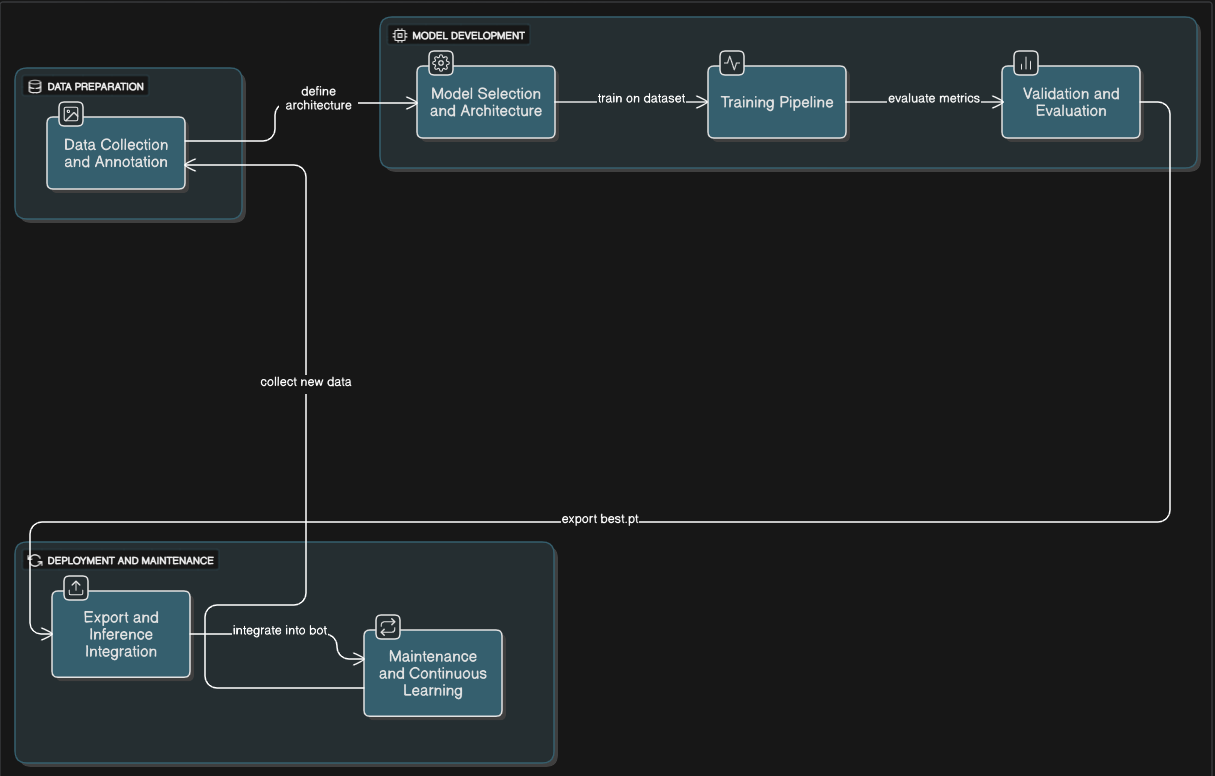 MODEL DEVELOPMENT
DATA PREPARATION
define
architecture
Model Selection
and Architecture
train on dataset
Training Pipeline
evaluate metrics
Validation and
Evaluation
Data Collection
and Annotation
collect new data
export best.pt
DEPLOYMENT AND MAINTENANCE
Export and
Inference
Integration
integrate into bot
Maintenance
and Continuous
Learning